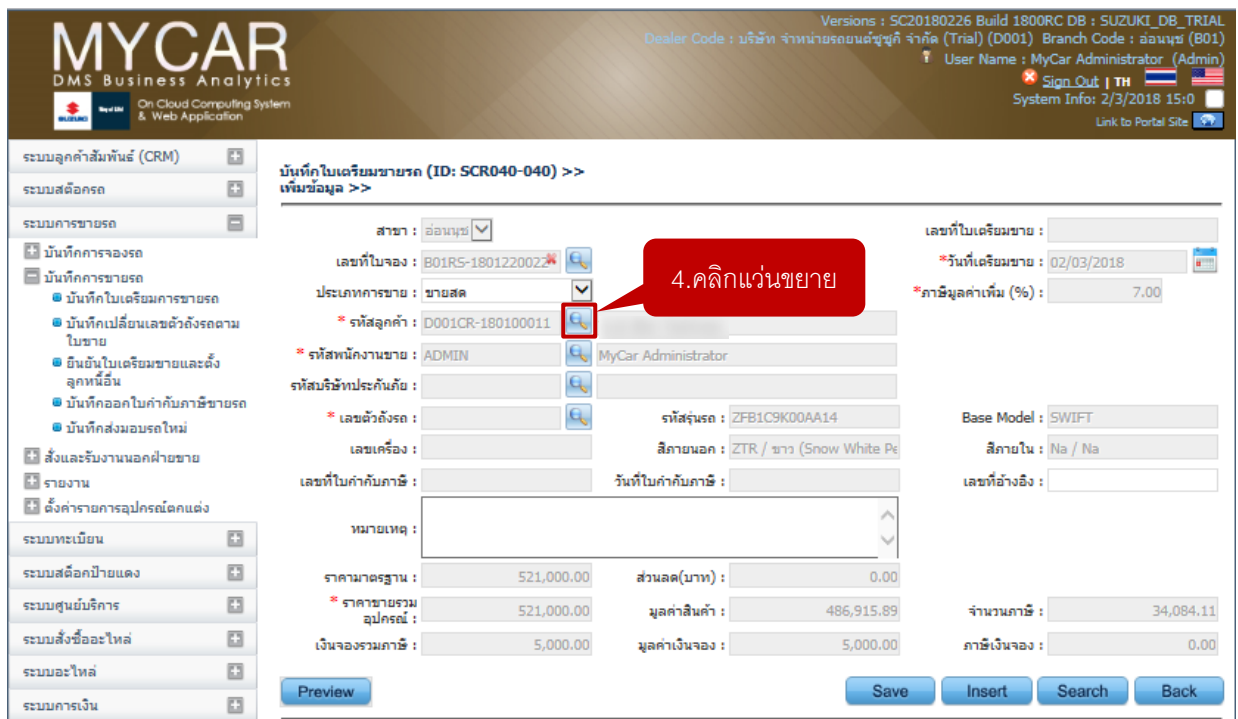 MYCAR
DMS Business Analytics
SUZUKI
Way of Life!
On Cloud Computing System
& Web Application
Versions : SC20180226 Build 1800RC DB : SUZUKI_DB_TRIAL
Dealer Code : บริษัท จำหน่ายรถยนต์ซูซูกิ จำกัด (Trial) (D001) Branch Code : อ่อนนุช (B01)
User Name : MyCar Administrator (Admin)
Sign Out | TH
System Info: 2/3/2018 15:0
Link to Portal Site
ระบบลูกค้าสัมพันธ์ (CRM)
ระบบสต๊อกรถ
ระบบการขายรถ
บันทึกการจองรถ
บันทึกการขายรถ
บันทึกใบเตรียมการขายรถ
บันทึกเปลี่ยนเลขตัวถังรถตาม
ใบขาย
ยืนยันใบเตรียมขายและตั้ง
ลูกหนี้อื่น
บันทึกออกใบกำกับภาษีขายรถ
บันทึกส่งมอบรถใหม่
สั่งและรับงานนอกฝ่ายขาย
รายงาน
ตั้งค่ารายการอุปกรณ์ตกแต่ง
ระบบทะเบียน
ระบบสต๊อกป้ายแดง
ระบบศูนย์บริการ
ระบบสั่งซื้ออะไหล่
ระบบอะไหล่
ระบบการเงิน
บันทึกใบเตรียมขายรถ (ID: SCR040-040) >>
เพิ่มข้อมูล >>
สาขา : อ่อนนุช
เลขที่ใบเตรียมขาย :
เลขที่ใบจอง : B01RS-1801220022
*วันที่เตรียมขาย : 02/03/2018
4.คลิกแว่นขยาย
ประเภทการขาย : ขายสด
*ภาษีมูลค่าเพิ่ม (%) : 7.00
* รหัสลูกค้า : D001CR-180100011
* รหัสพนักงานขาย : ADMIN MyCar Administrator
รหัสบริษัทประกันภัย :
* เลขตัวถังรถ : รหัสรุ่นรถ : ZFB1C9K00AA14 Base Model : SWIFT
เลขเครื่อง : สีภายนอก : ZTR / ขาว (Snow White Pe สีภายใน : Na / Na
เลขที่ใบกำกับภาษี : วันที่ใบกำกับภาษี : เลขที่อ้างอิง :
หมายเหตุ :
ราคามาตรฐาน : 521,000.00 ส่วนลด(บาท) : 0.00
* ราคาขายรวม
อุปกรณ์ : 521,000.00 มูลค่าสินค้า : 486,915.89 จำนวนภาษี : 34,084.11
เงินจองรวมภาษี : 5,000.00 มูลค่าเงินจอง : 5,000.00 ภาษีเงินจอง : 0.00
Preview Save Insert Search Back